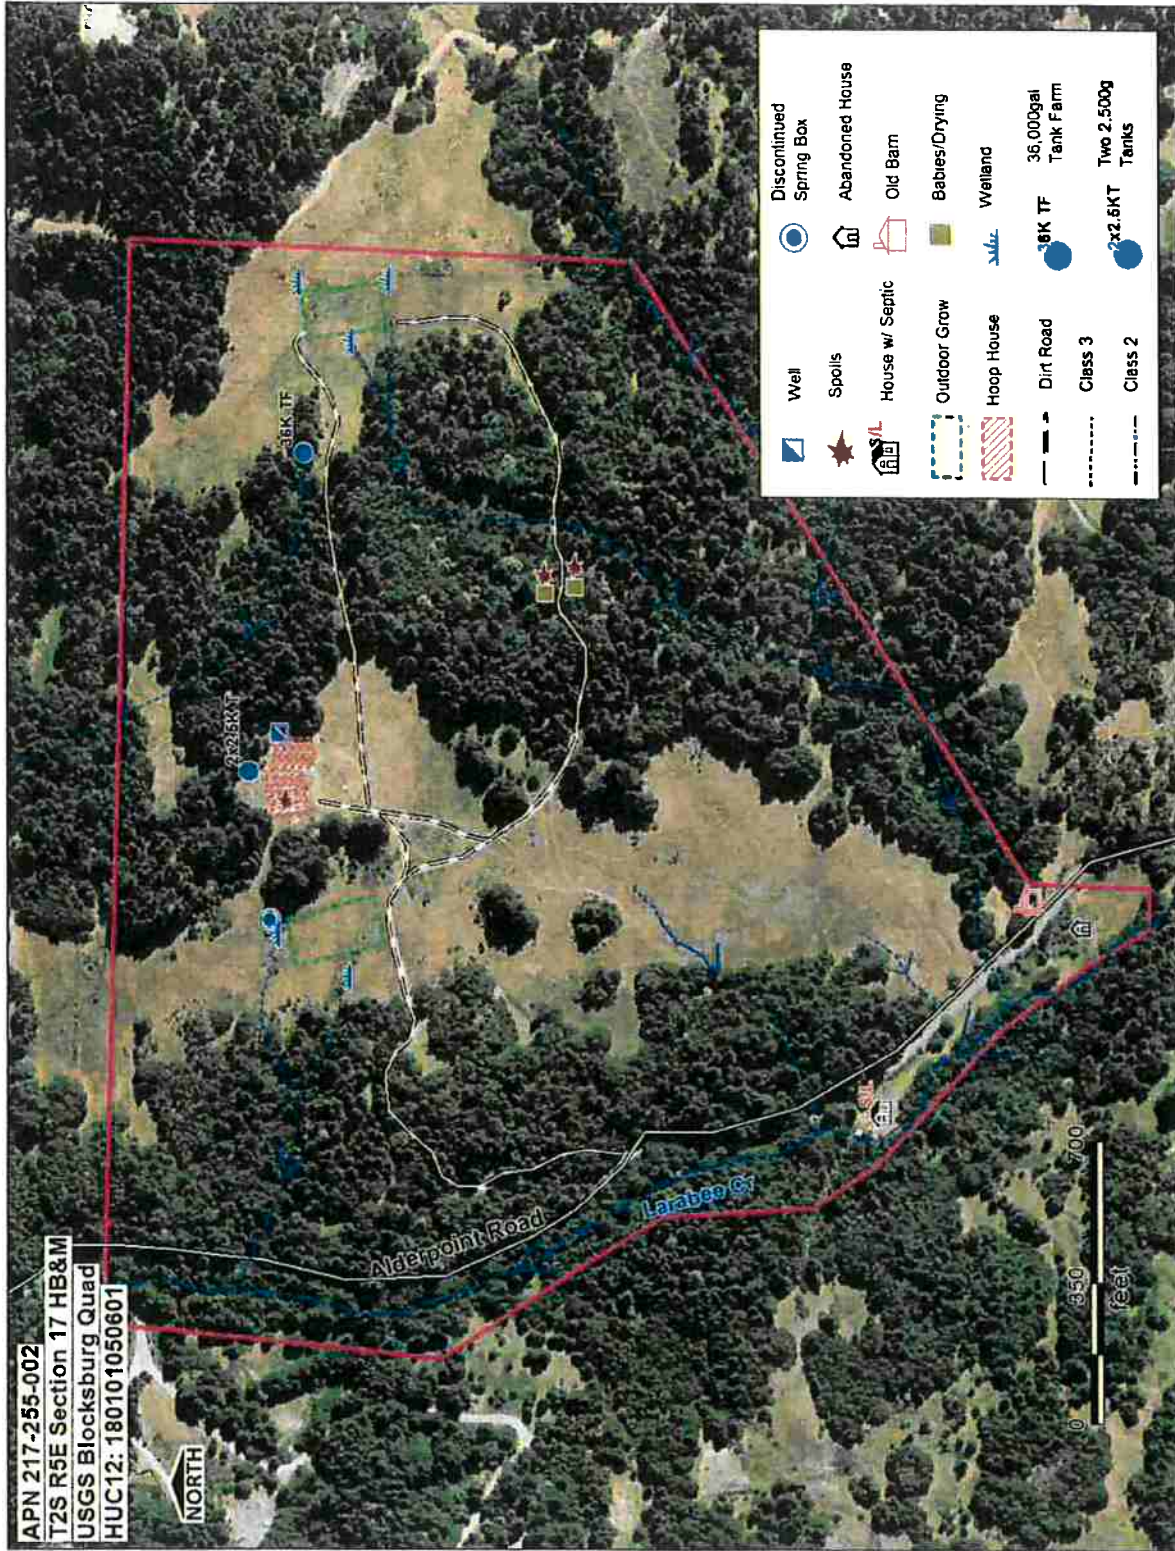 APN 217-255-002
T2S R5E Section 17 HB&M
USGS Blocksburg Quad
HUC12: 180101050601
NORTH
36K TF
2x2.5KT
Alderpoint Road
Larabee Cr
S/L
0 350 700
feet
Well
Spoils
S/L
House w/ Septic
Outdoor Grow
Hoop House
Dirt Road
Class 3
Class 2
Discontinued
Spring Box
Abandoned House
Old Barn
Babies/Drying
Wetland
36K TF
36,000gal
Tank Farm
2x2.5KT
Two 2,500g
Tanks